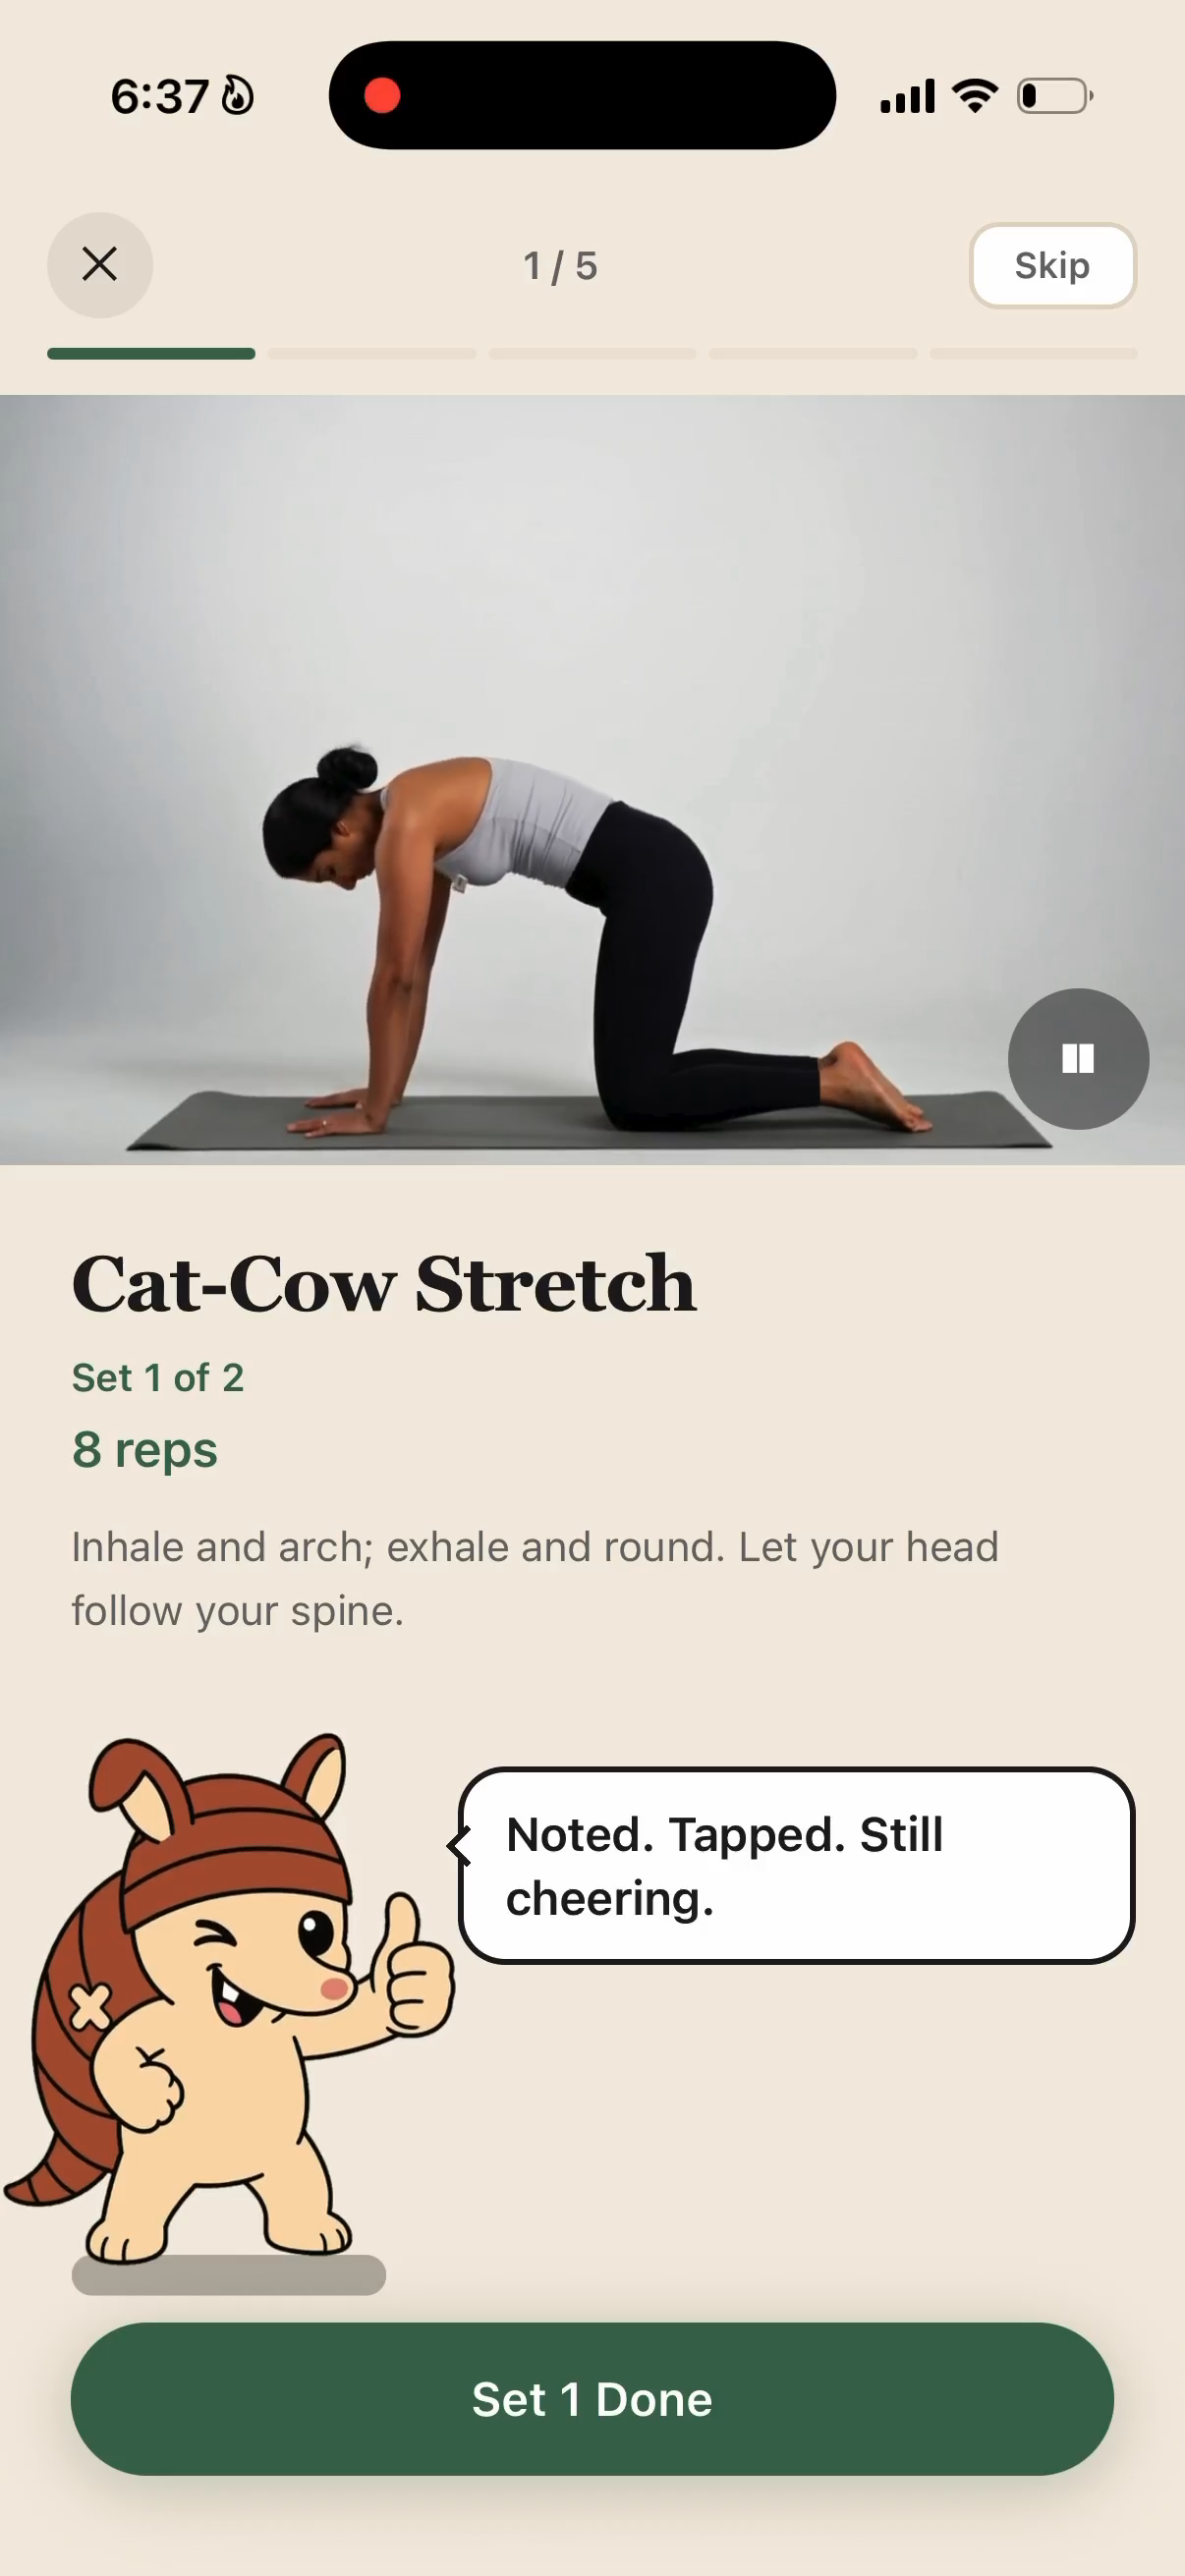 6:37
1 / 5
Skip
Cat-Cow Stretch
Set 1 of 2
8 reps
Inhale and arch; exhale and round. Let your head
follow your spine.
Noted. Tapped. Still
cheering.
Set 1 Done